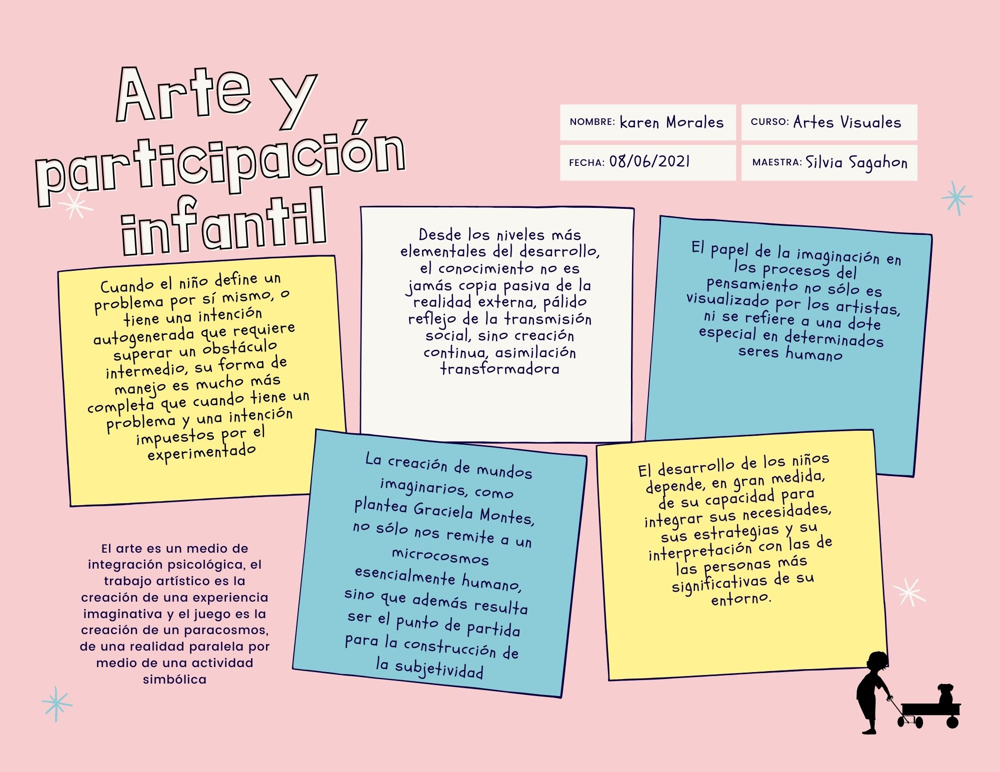 Arte y
participación
infantil
NOMBRE: karen Morales
CURSO: Artes Visuales
FECHA: 08/06/2021
MAESTRA: Silvia Sagahon
Cuando el niño define un
problema por sí mismo, o
tiene una intención
autogenerada que requiere
superar un obstáculo
intermedio, su forma de
manejo es mucho más
completa que cuando tiene un
problema y una intención
impuestos por el
experimentado
Desde los niveles más
elementales del desarrollo,
el conocimiento no es
jamás copia pasiva de la
realidad externa, pálido
reflejo de la transmisión
social, sino creación
continua, asimilación
transformadora
El papel de la imaginación en
los procesos del
pensamiento no sólo es
visualizado por los artistas,
ni se refiere a una dote
especial en determinados
seres humano
El arte es un medio de
integración psicológica, el
trabajo artístico es la
creación de una experiencia
imaginativa y el juego es la
creación de un paracosmos,
de una realidad paralela por
medio de una actividad
simbólica
La creación de mundos
imaginarios, como
plantea Graciela Montes,
no sólo nos remite a un
microcosmos
esencialmente humano,
sino que además resulta
ser el punto de partida
para la construcción de
la subjetividad
El desarrollo de los niños
depende, en gran medida,
de su capacidad para
integrar sus necesidades,
sus estrategias y su
interpretación con las de
las personas más
significativas de su
entorno.